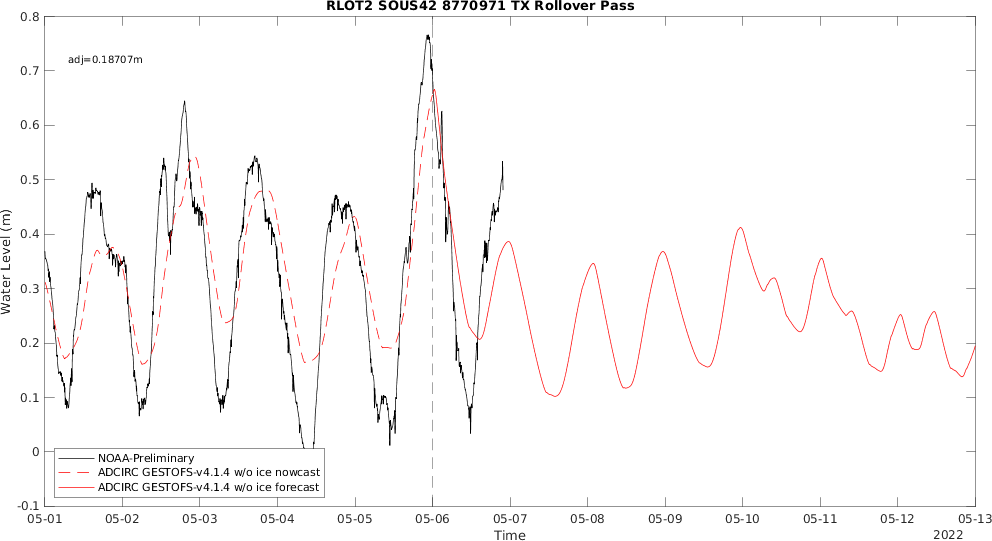 RLOT2 SOUS42 8770971 TX Rollover Pass
adj=0.18707m
0.8
0.7
0.6
0.5
0.4
0.3
0.2
0.1
0
-0.1
Water Level (m)
NOAA-Preliminary
ADCIRC GESTOFS-v4.1.4 w/o ice nowcast
ADCIRC GESTOFS-v4.1.4 w/o ice forecast
05-01 05-02 05-03 05-04 05-05 05-06 05-07 05-08 05-09 05-10 05-11 05-12 05-13
Time
2022